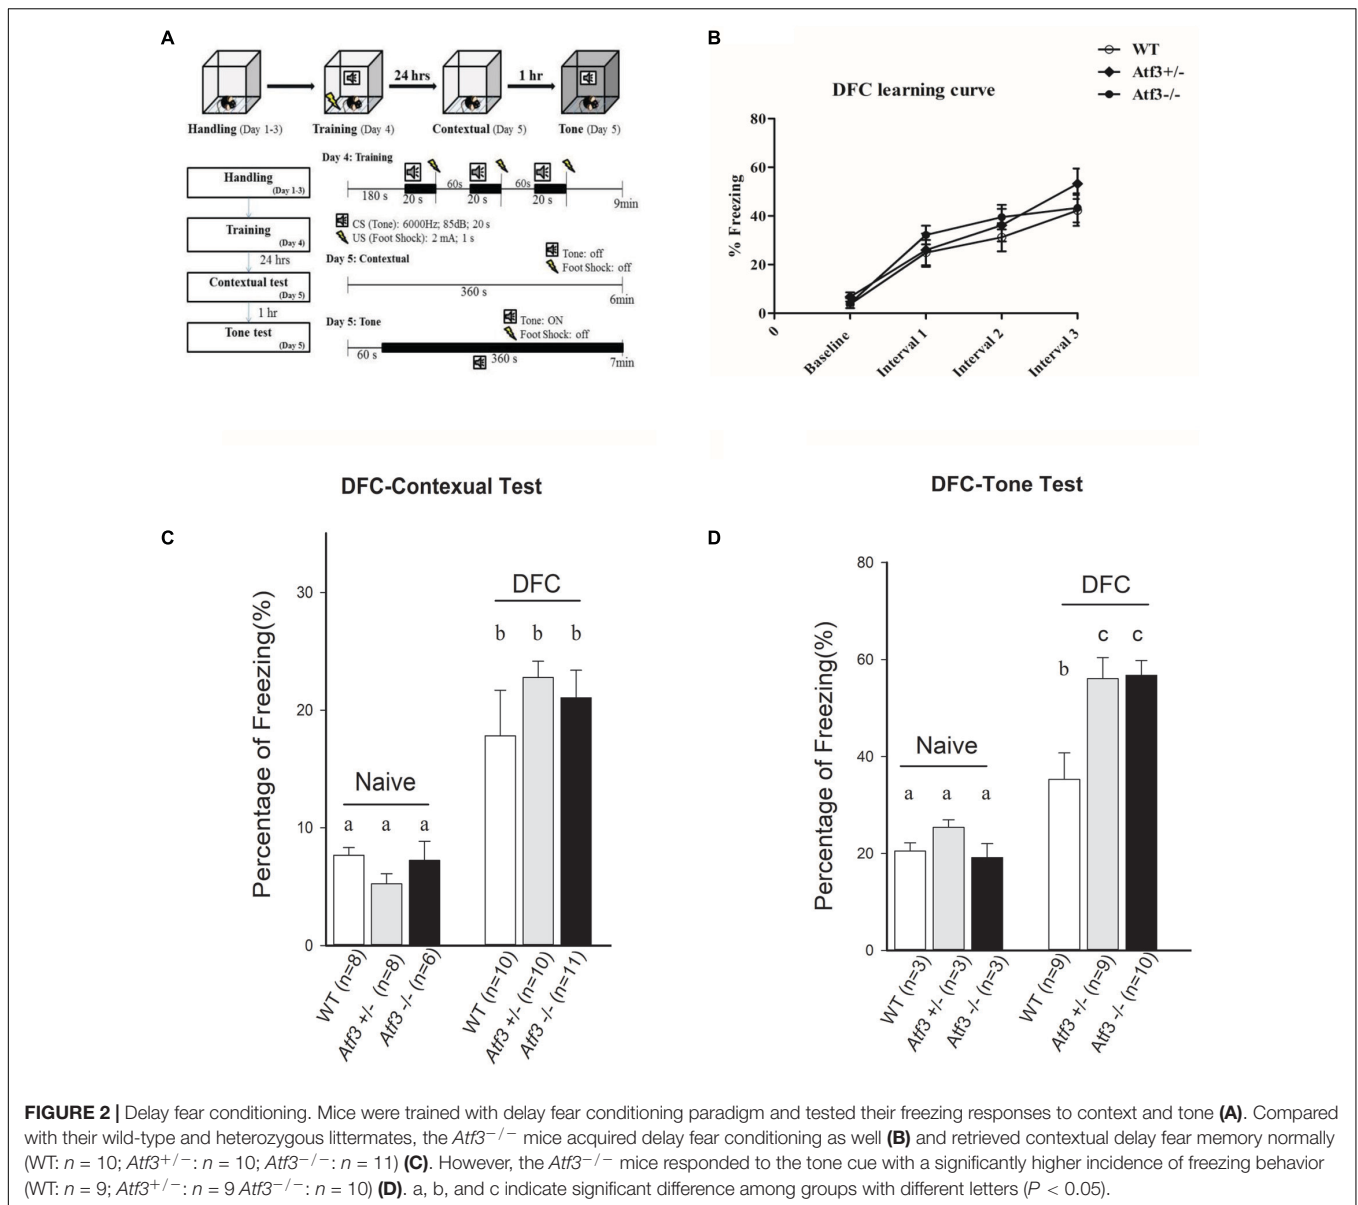 A
24 hrs
1 hr
Handling (Day 1-3)
Training (Day 4)
Contextual (Day 5)
Tone (Day 5)
Handling
(Day 1-3)
Training
(Day 4)
24 hrs
Contextual test
(Day 5)
1 hr
Tone test
(Day 5)
Day 4: Training
180 s
20 s
60s
20 s
60s
20 s
9min
CS (Tone): 6000Hz; 85dB; 20 s
US (Foot Shock): 2 mA; 1 s
Tone: off
Foot Shock: off
Day 5: Contextual
360 s
6min
Day 5: Tone
Tone: ON
Foot Shock: off
60 s
360 s
7min
B
WT
Atf3+/-
Atf3-/-
DFC learning curve
% Freezing
80
60
40
20
0
0
Baseline
Interval 1
Interval 2
Interval 3
DFC-Contexual Test
C
Percentage of Freezing(%)
30
20
10
0
Naive
a
a
a
DFC
b
b
b
WT (n=8)
Atf3 +/- (n=8)
Atf3 -/- (n=6)
WT (n=10)
Atf3 +/- (n=10)
Atf3 -/- (n=11)
DFC-Tone Test
D
Percentage of Freezing(%)
80
60
40
20
0
Naive
a
a
a
DFC
b
c
c
WT (n=3)
Atf3 +/- (n=3)
Atf3 -/- (n=3)
WT (n=9)
Atf3 +/- (n=9)
Atf3 -/- (n=10)
FIGURE 2 | Delay fear conditioning. Mice were trained with delay fear conditioning paradigm and tested their freezing responses to context and tone (A). Compared
with their wild-type and heterozygous littermates, the Atf3−/− mice acquired delay fear conditioning as well (B) and retrieved contextual delay fear memory normally
(WT: n = 10; Atf3+/−: n = 10; Atf3−/−: n = 11) (C). However, the Atf3−/− mice responded to the tone cue with a significantly higher incidence of freezing behavior
(WT: n = 9; Atf3+/−: n = 9 Atf3−/−: n = 10) (D). a, b, and c indicate significant difference among groups with different letters (P < 0.05).